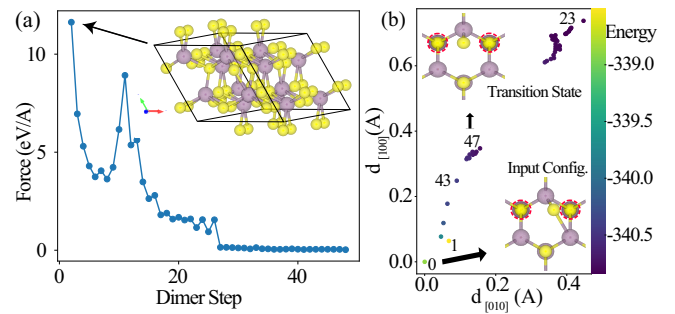 (a)
10
5
0
Force (eV/A)
0
20
40
Dimer Step
(b)
0.6
0.4
0.2
0.0
d [100] (A)
0.0
0.2
0.4
d [010] (A)
23
Transition State
47
43
Input Config.
1
0
Energy
-339.0
-339.5
-340.0
-340.5